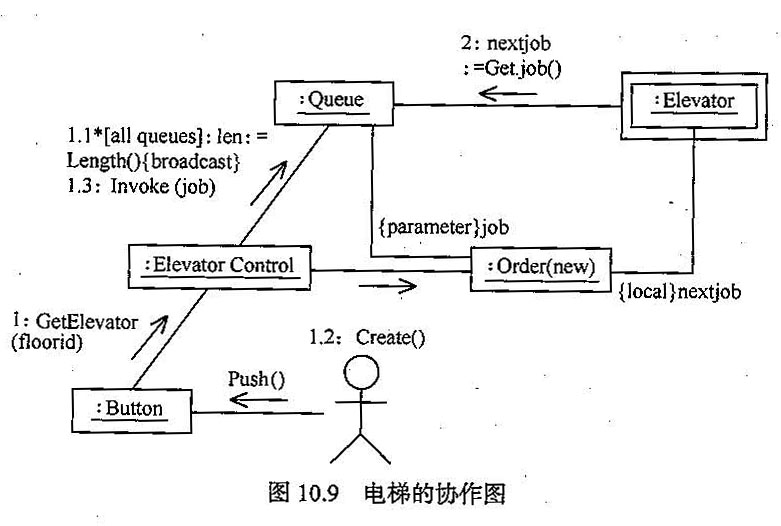 2: nextjob
:=Get.job()
:Queue
:Elevator
1.1*[all queues]: len: =
Length(){broadcast}
1.3: Invoke (job)
{parameter}job
:Elevator Control
:Order(new)
{local}nextjob
1: GetElevator
(floorid)
1.2: Create()
Push()
:Button
图 10.9 电梯的协作图